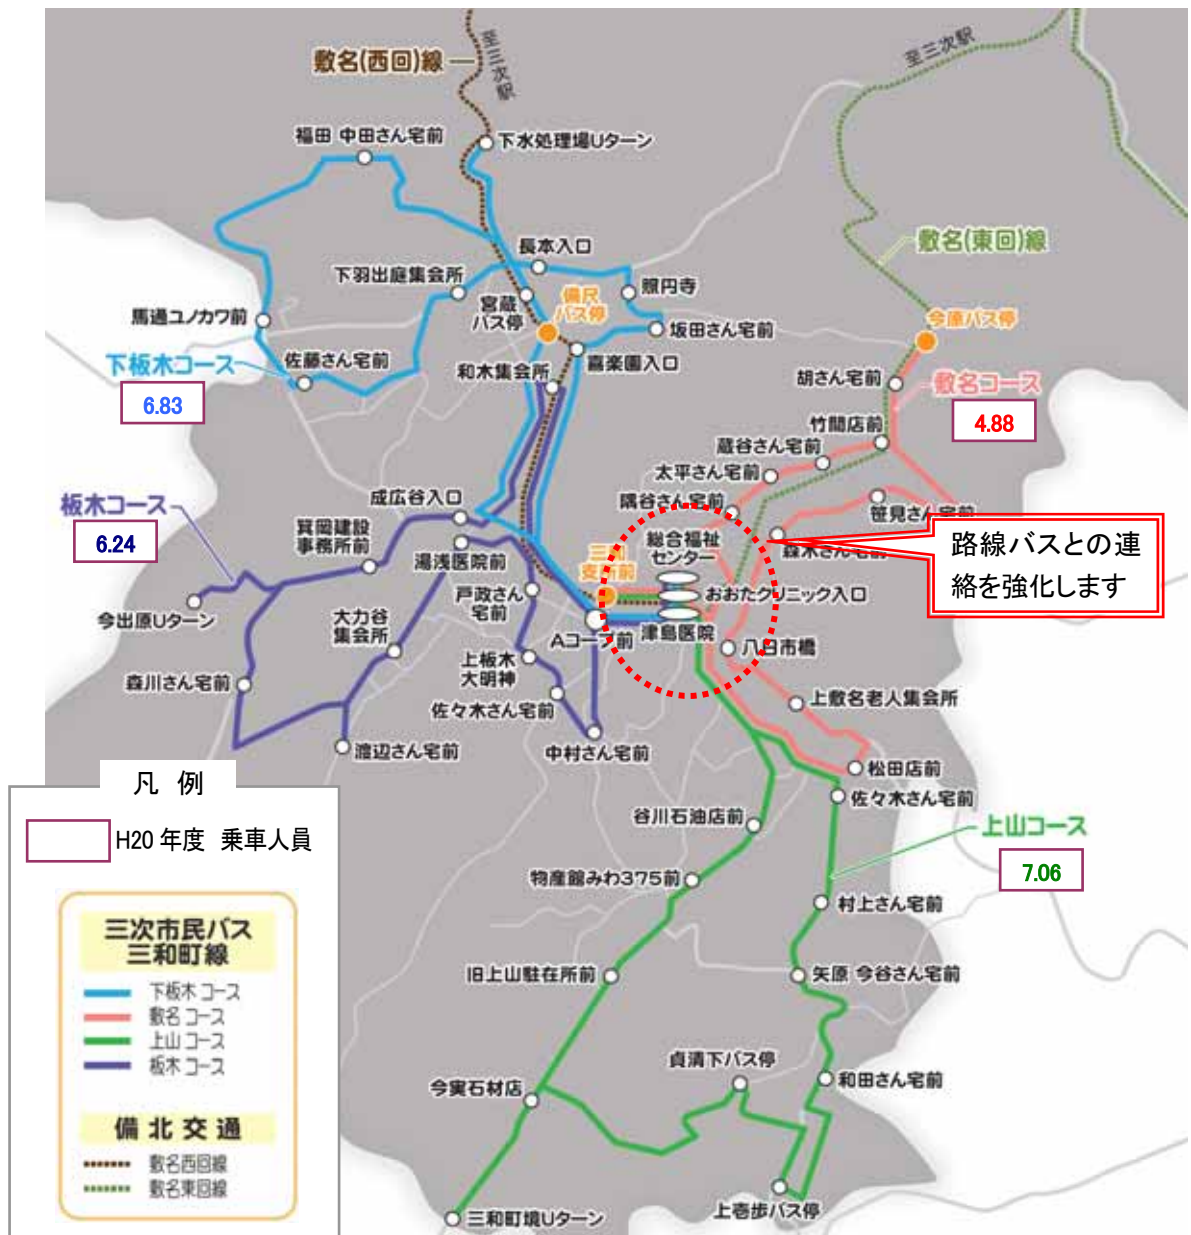 敷名(西回)線
至三次駅
至三次駅
福田 中田さん宅前
下水処理場Uターン
敷名(東回)線
長本入口
下羽出庭集会所
照円寺
宮蔵
バス停
備尺
バス停
馬通ユノカワ前
坂田さん宅前
今原バス停
下板木コース
6.83
佐藤さん宅前
嘉楽園入口
和木集会所
胡さん宅前
敷名コース
4.88
竹間店前
蔵谷さん宅前
太平さん宅前
隅谷さん宅前
笹見さん宅前
森木さん宅前
板木コース
6.24
成広谷入口
箕岡建設
事務所前
湯浅医院前
総合福祉
センター
三和
支所前
路線バスとの連
絡を強化します
おおたクリニック入口
津島医院
今出原Uターン
戸政さん
宅前
大力谷
集会所
Aコープ前
八日市橋
上板木
大明神
森川さん宅前
佐々木さん宅前
上敷名老人集会所
渡辺さん宅前
中村さん宅前
松田店前
佐々木さん宅前
谷川石油店前
上山コース
7.06
物産館みわ375前
村上さん宅前
旧上山駐在所前
矢原 今谷さん宅前
貞清下バス停
和田さん宅前
今実石材店
上壱歩バス停
三和町境Uターン
凡 例
H20 年度 乗車人員
三次市民バス
三和町線
下板木 コース
敷名 コース
上山 コース
板木 コース
備 北 交 通
敷名西回線
敷名東回線